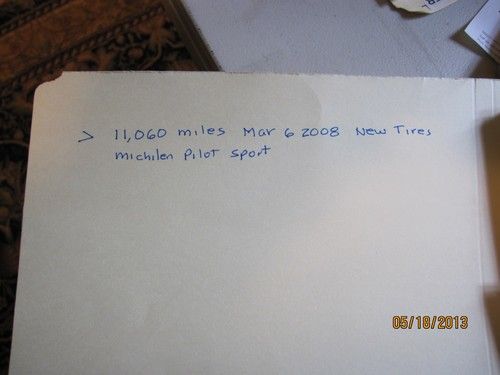 > 11,060 miles Mar 6 2008 New Tires
michilen Pilot Sport
05/18/2013